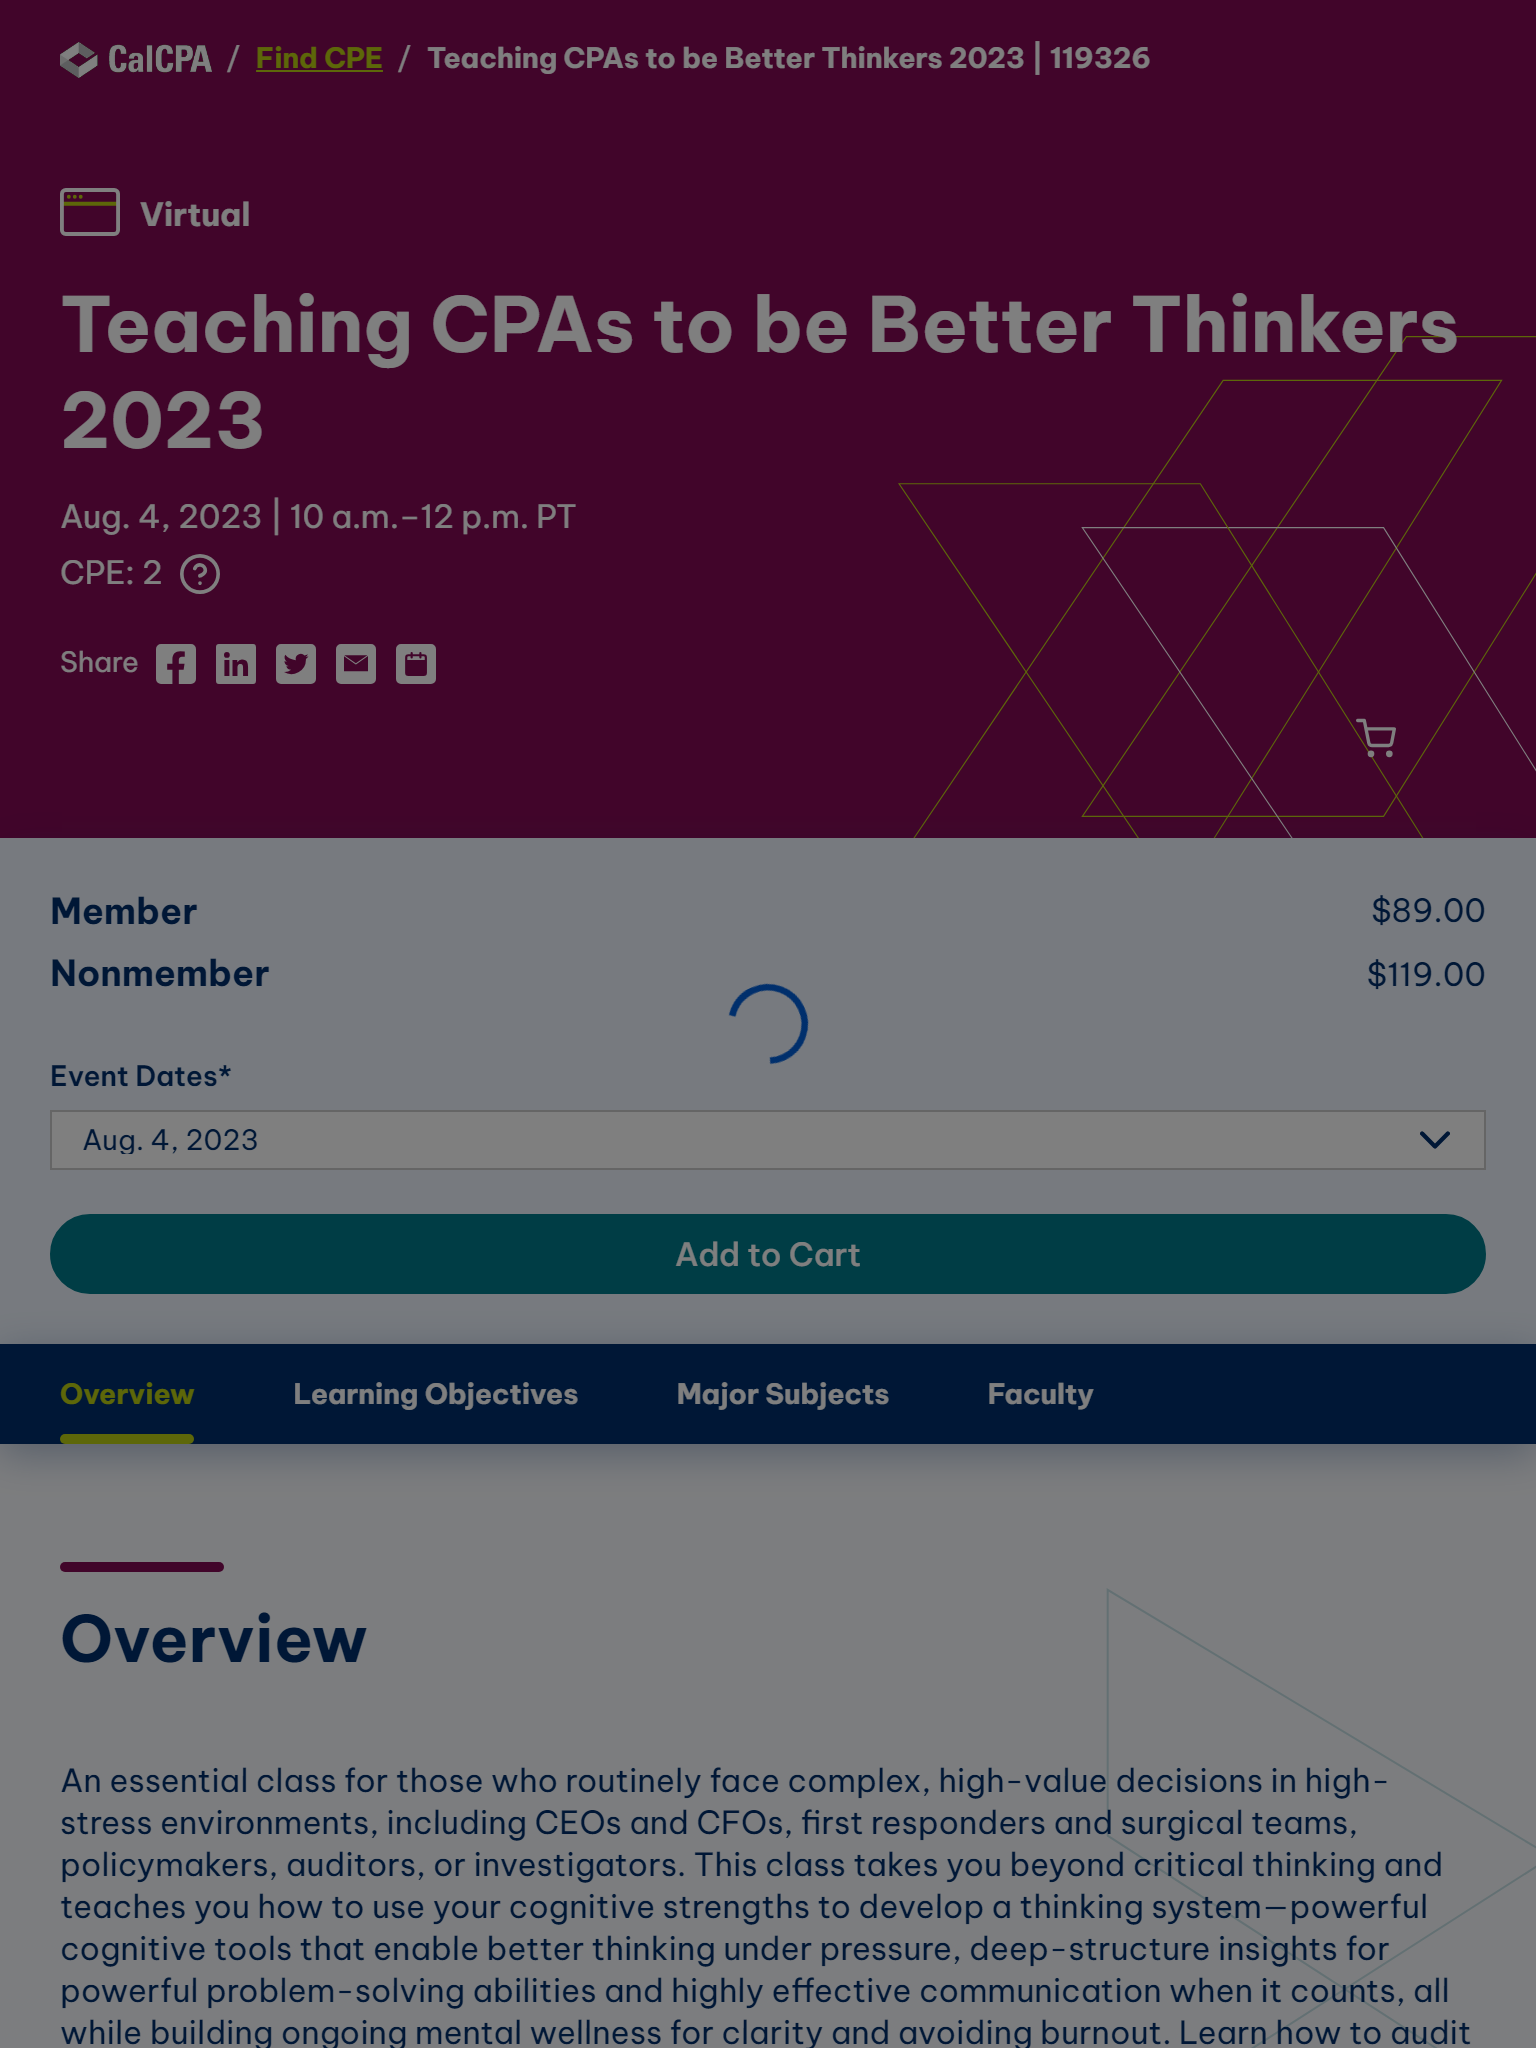 CalCPA / Find CPE / Teaching CPAs to be Better Thinkers 2023 | 119326
Virtual
Teaching CPAs to be Better Thinkers
2023
Aug. 4, 2023 | 10 a.m.–12 p.m. PT
CPE: 2 ?
Share
Member $89.00
Nonmember $119.00
Event Dates*
Aug. 4, 2023
Add to Cart
Overview Learning Objectives Major Subjects Faculty
Overview
An essential class for those who routinely face complex, high-value decisions in high-
stress environments, including CEOs and CFOs, first responders and surgical teams,
policymakers, auditors, or investigators. This class takes you beyond critical thinking and
teaches you how to use your cognitive strengths to develop a thinking system—powerful
cognitive tools that enable better thinking under pressure, deep-structure insights for
powerful problem-solving abilities and highly effective communication when it counts, all
while building ongoing mental wellness for clarity and avoiding burnout. Learn how to audit